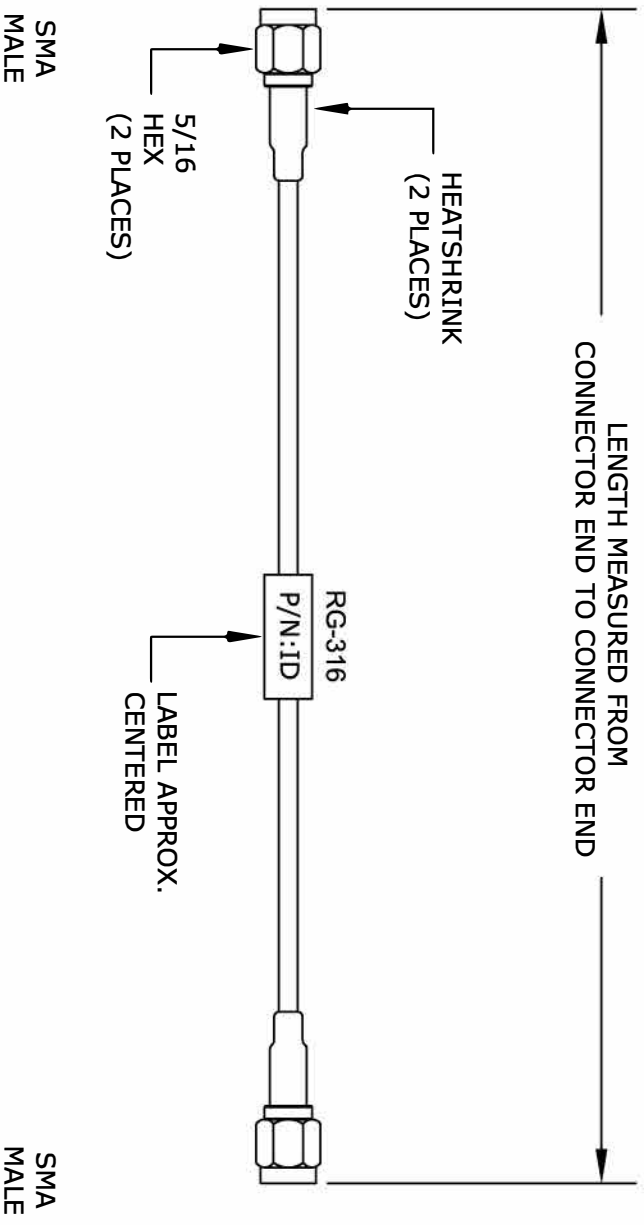 LENGTH MEASURED FROM
CONNECTOR END TO CONNECTOR END
HEATSHRINK
(2 PLACES)
RG-316
P/N:ID
5/16
HEX
(2 PLACES)
LABEL APPROX.
CENTERED
SMA
MALE
SMA
MALE